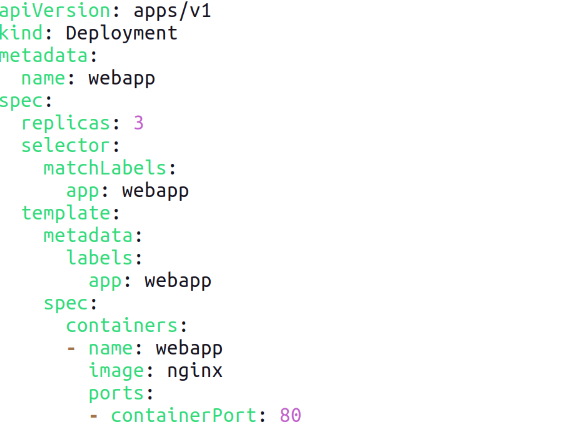 apiVersion: apps/v1
kind: Deployment
metadata:
  name: webapp
spec:
  replicas: 3
  selector:
    matchLabels:
      app: webapp
  template:
    metadata:
      labels:
        app: webapp
    spec:
      containers:
      - name: webapp
        image: nginx
        ports:
        - containerPort: 80